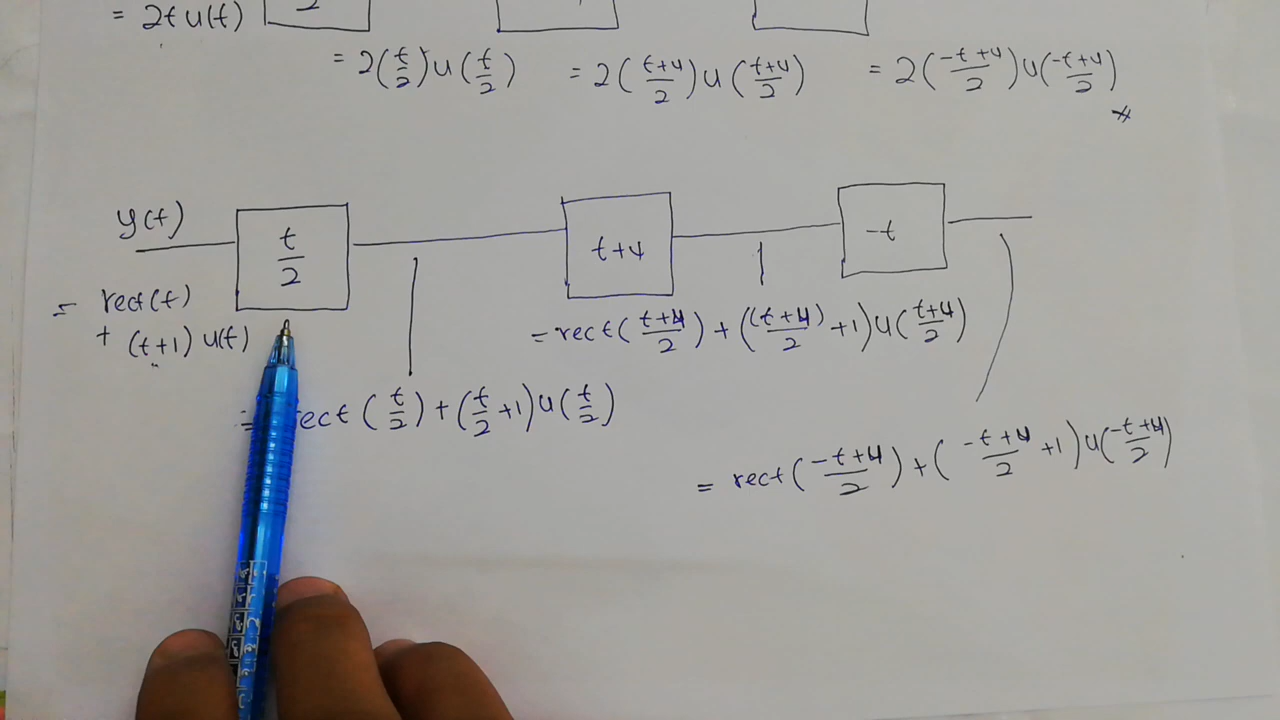 = 2t u(t)
2
= 2(t/2)u(t/2)
= 2((t+4)/2)u((t+4)/2)
= 2((-t+4)/2)u((-t+4)/2)
y(t)
t/2
t+4
-t
= rect(t)
+ (t+1) u(t)
= rect((t+4)/2) + ((t+4)/2 +1)u((t+4)/2)
= rect(t/2) + (t/2 +1)u(t/2)
= rect((-t+4)/2) + ((-t+4)/2 +1)u((-t+4)/2)